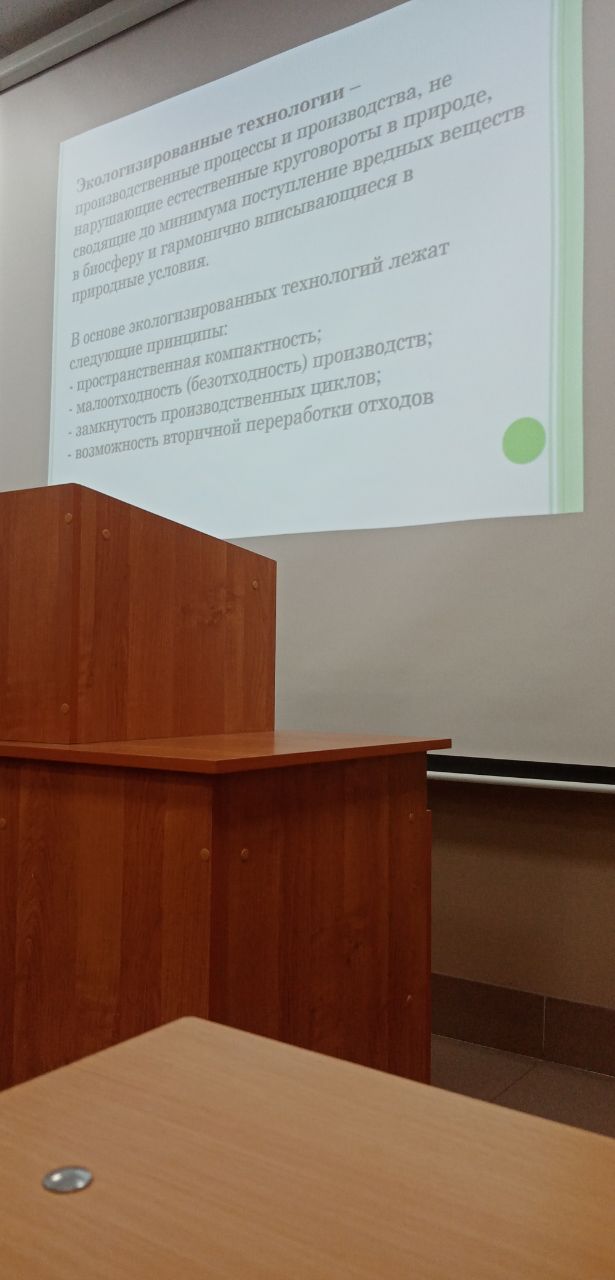 Экологизированные технологии –
производственные процессы и производства, не
нарушающие естественные круговороты в природе,
сводящие до минимума поступление вредных веществ
в биосферу и гармонично вписывающиеся в
природные условия.
В основе экологизированных технологий лежат
следующие принципы:
- пространственная компактность;
- малоотходность (безотходность) производств;
- замкнутость производственных циклов;
- возможность вторичной переработки отходов